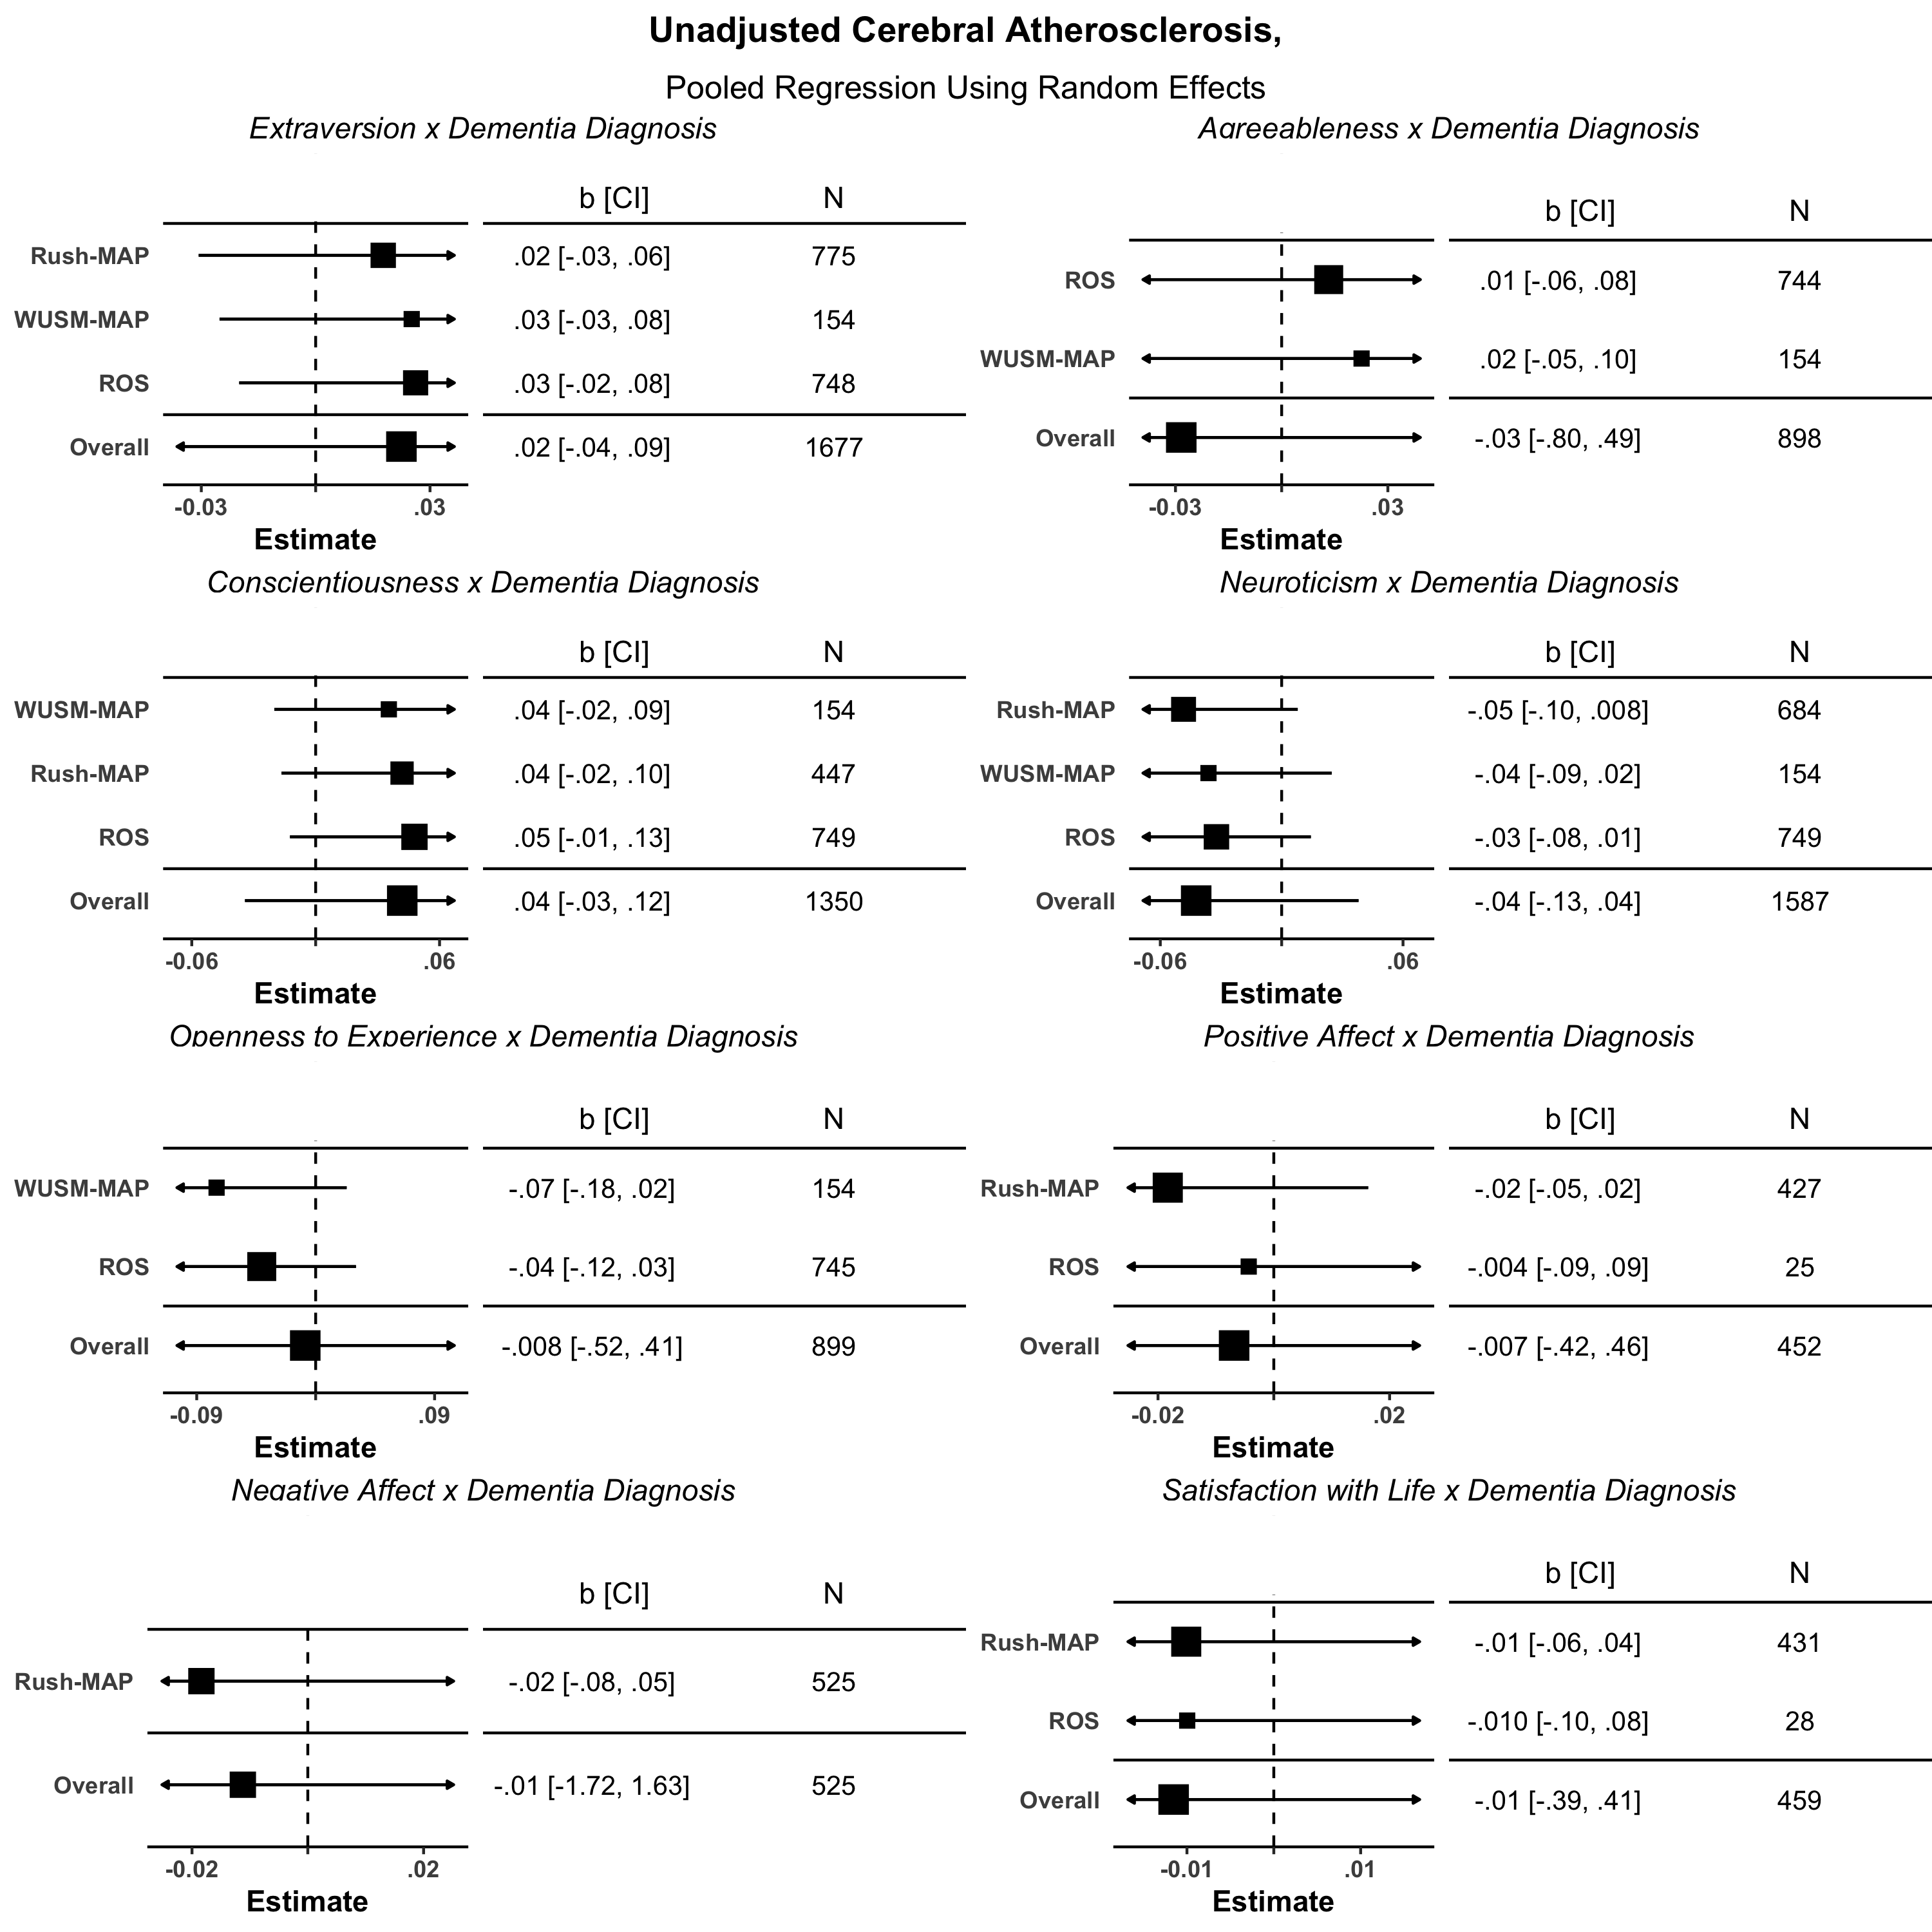 Unadjusted Cerebral Atherosclerosis,
Pooled Regression Using Random Effects
Extraversion x Dementia Diagnosis
b [CI] N
Rush-MAP .02 [-.03, .06] 775
WUSM-MAP .03 [-.03, .08] 154
ROS .03 [-.02, .08] 748
Overall .02 [-.04, .09] 1677
-0.03 .03
Estimate
Agreeableness x Dementia Diagnosis
b [CI] N
ROS .01 [-.06, .08] 744
WUSM-MAP .02 [-.05, .10] 154
Overall -.03 [-.80, .49] 898
-0.03 .03
Estimate
Conscientiousness x Dementia Diagnosis
b [CI] N
WUSM-MAP .04 [-.02, .09] 154
Rush-MAP .04 [-.02, .10] 447
ROS .05 [-.01, .13] 749
Overall .04 [-.03, .12] 1350
-0.06 .06
Estimate
Neuroticism x Dementia Diagnosis
b [CI] N
Rush-MAP -.05 [-.10, .008] 684
WUSM-MAP -.04 [-.09, .02] 154
ROS -.03 [-.08, .01] 749
Overall -.04 [-.13, .04] 1587
-0.06 .06
Estimate
Openness to Experience x Dementia Diagnosis
b [CI] N
WUSM-MAP -.07 [-.18, .02] 154
ROS -.04 [-.12, .03] 745
Overall -.008 [-.52, .41] 899
-0.09 .09
Estimate
Positive Affect x Dementia Diagnosis
b [CI] N
Rush-MAP -.02 [-.05, .02] 427
ROS -.004 [-.09, .09] 25
Overall -.007 [-.42, .46] 452
-0.02 .02
Estimate
Negative Affect x Dementia Diagnosis
b [CI] N
Rush-MAP -.02 [-.08, .05] 525
Overall -.01 [-1.72, 1.63] 525
-0.02 .02
Estimate
Satisfaction with Life x Dementia Diagnosis
b [CI] N
Rush-MAP -.01 [-.06, .04] 431
ROS -.010 [-.10, .08] 28
Overall -.01 [-.39, .41] 459
-0.01 .01
Estimate